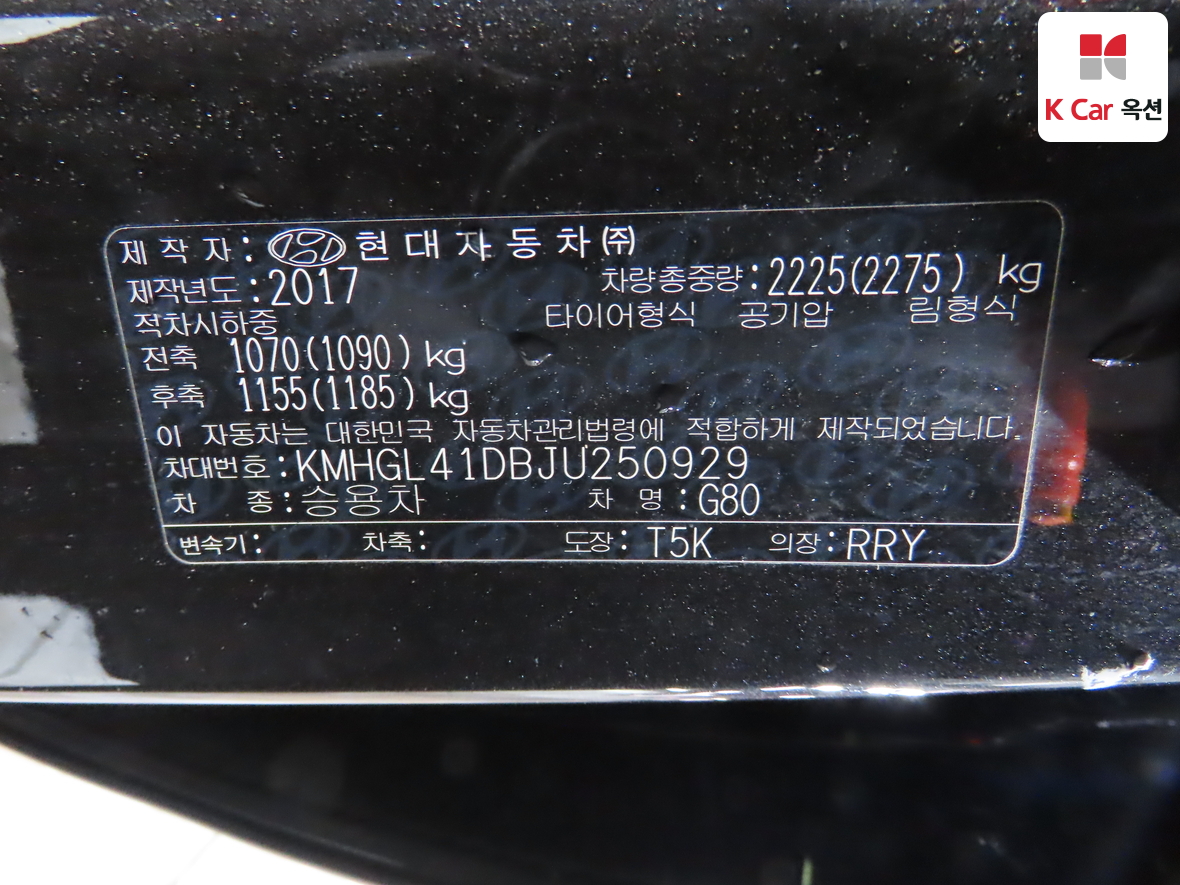 K Car 옥션
제 작 자 : 현 대 자 동 차 ㈜
제작년도 : 2017 차량총중량 : 2225(2275) kg
적차시하중 타이어형식 공기압 림형식
전축 1070(1090) kg
후축 1155(1185) kg
이 자동차는 대한민국 자동차관리법령에 적합하게 제작되었습니다.
차대번호 : KMHGL41DBJU250929
차 종 : 승용차 차 명 : G80
변속기 : 차축 : 도장 : T5K 의장 : RRY